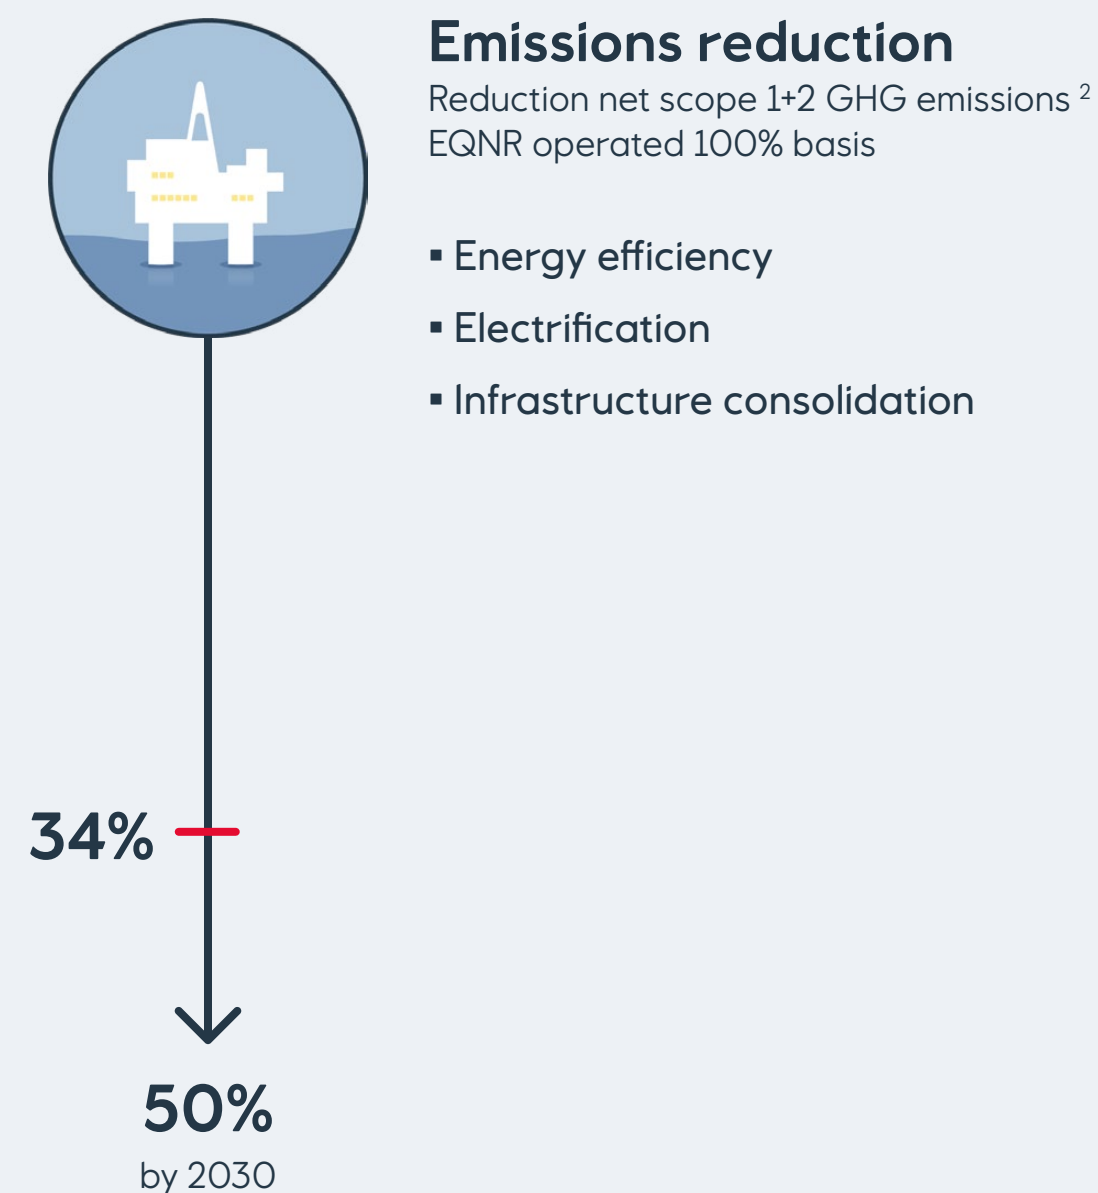 Emissions reduction
Reduction net scope 1+2 GHG emissions ²
EQNR operated 100% basis
▪ Energy efficiency
▪ Electrification
▪ Infrastructure consolidation
34%
50%
by 2030